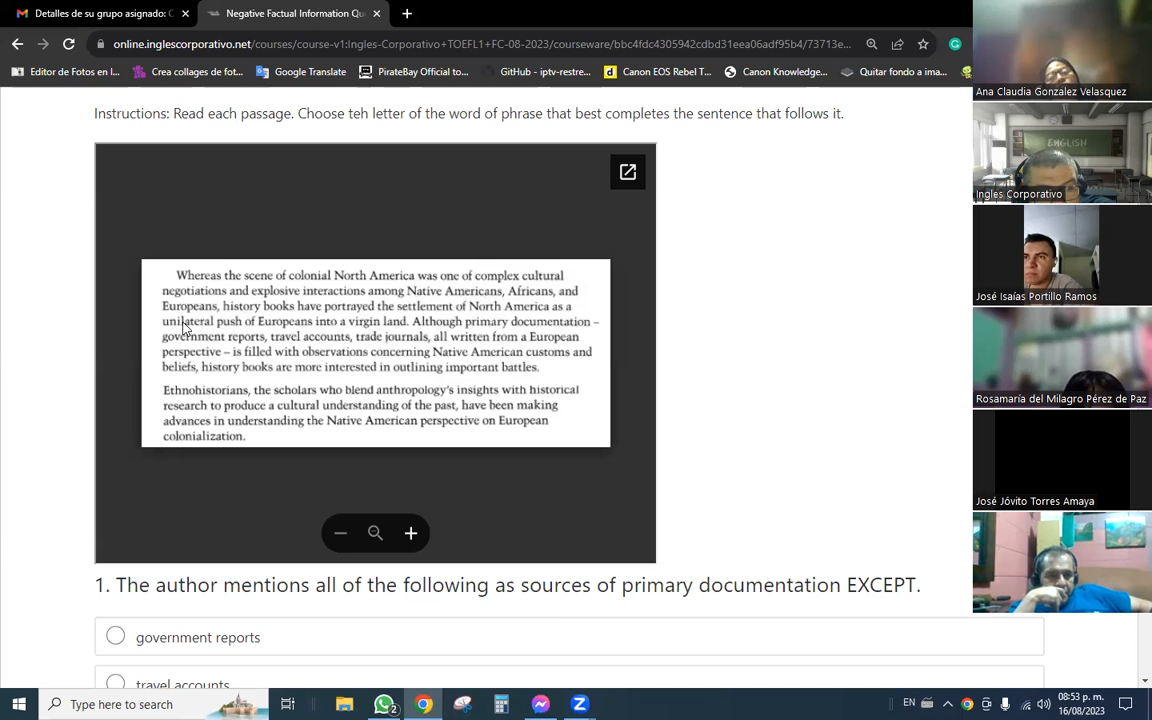 Detalles de su grupo asignado: C
Negative Factual Information Qu
online.inglescorporativo.net/courses/course-v1:Ingles-Corporativo+TOEFL1+FC-08-2023/courseware/bbc4fdc4305942cdbd31eea06adf95b4/73713e...
Editor de Fotos en l...
Crea collages de fot...
Google Translate
PirateBay Official to...
GitHub - iptv-restre...
Canon EOS Rebel T...
Canon Knowledge...
Quitar fondo a ima...
Instructions: Read each passage. Choose teh letter of the word of phrase that best completes the sentence that follows it.
Whereas the scene of colonial North America was one of complex cultural
negotiations and explosive interactions among Native Americans, Africans, and
Europeans, history books have portrayed the settlement of North America as a
unilateral push of Europeans into a virgin land. Although primary documentation –
government reports, travel accounts, trade journals, all written from a European
perspective – is filled with observations concerning Native American customs and
beliefs, history books are more interested in outlining important battles.
Ethnohistorians, the scholars who blend anthropology's insights with historical
research to produce a cultural understanding of the past, have been making
advances in understanding the Native American perspective on European
colonialization.
1. The author mentions all of the following as sources of primary documentation EXCEPT.
government reports
travel accounts
Ana Claudia Gonzalez Velasquez
ENGLISH
Ingles Corporativo
José Isaías Portillo Ramos
Rosamaría del Milagro Pérez de Paz
José Jóvito Torres Amaya
Type here to search
2
EN
08:53 p. m.
16/08/2023